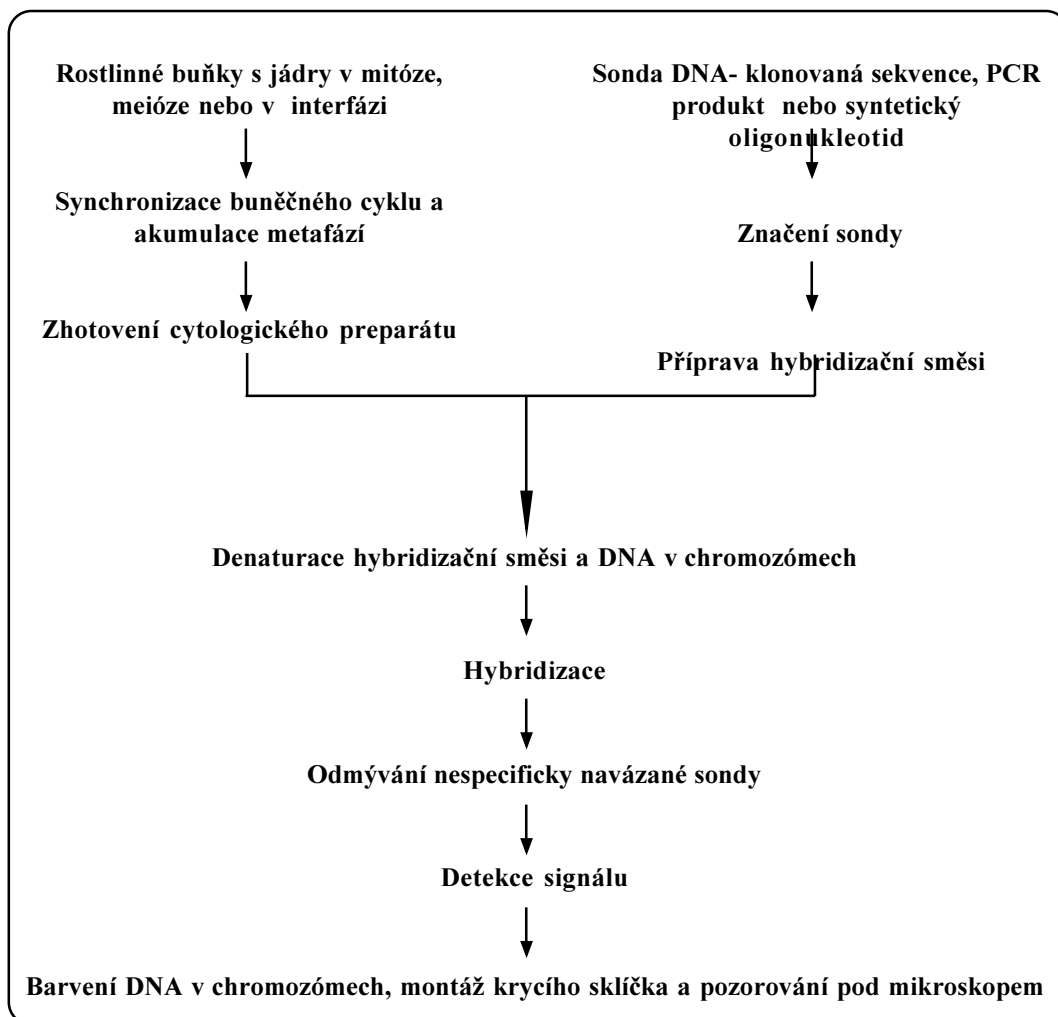 Rostlinné buňky s jádry v mitóze,
meióze nebo v interfázi
Sonda DNA- klonovaná sekvence, PCR
produkt nebo syntetický
oligonukleotid
Synchronizace buněčného cyklu a
akumulace metafází
Značení sondy
Zhotovení cytologického preparátu
Příprava hybridizační směsi
Denaturace hybridizační směsi a DNA v chromozómech
Hybridizace
Odmývání nespecificky navázané sondy
Detekce signálu
Barvení DNA v chromozómech, montáž krycího sklíčka a pozorování pod mikroskopem